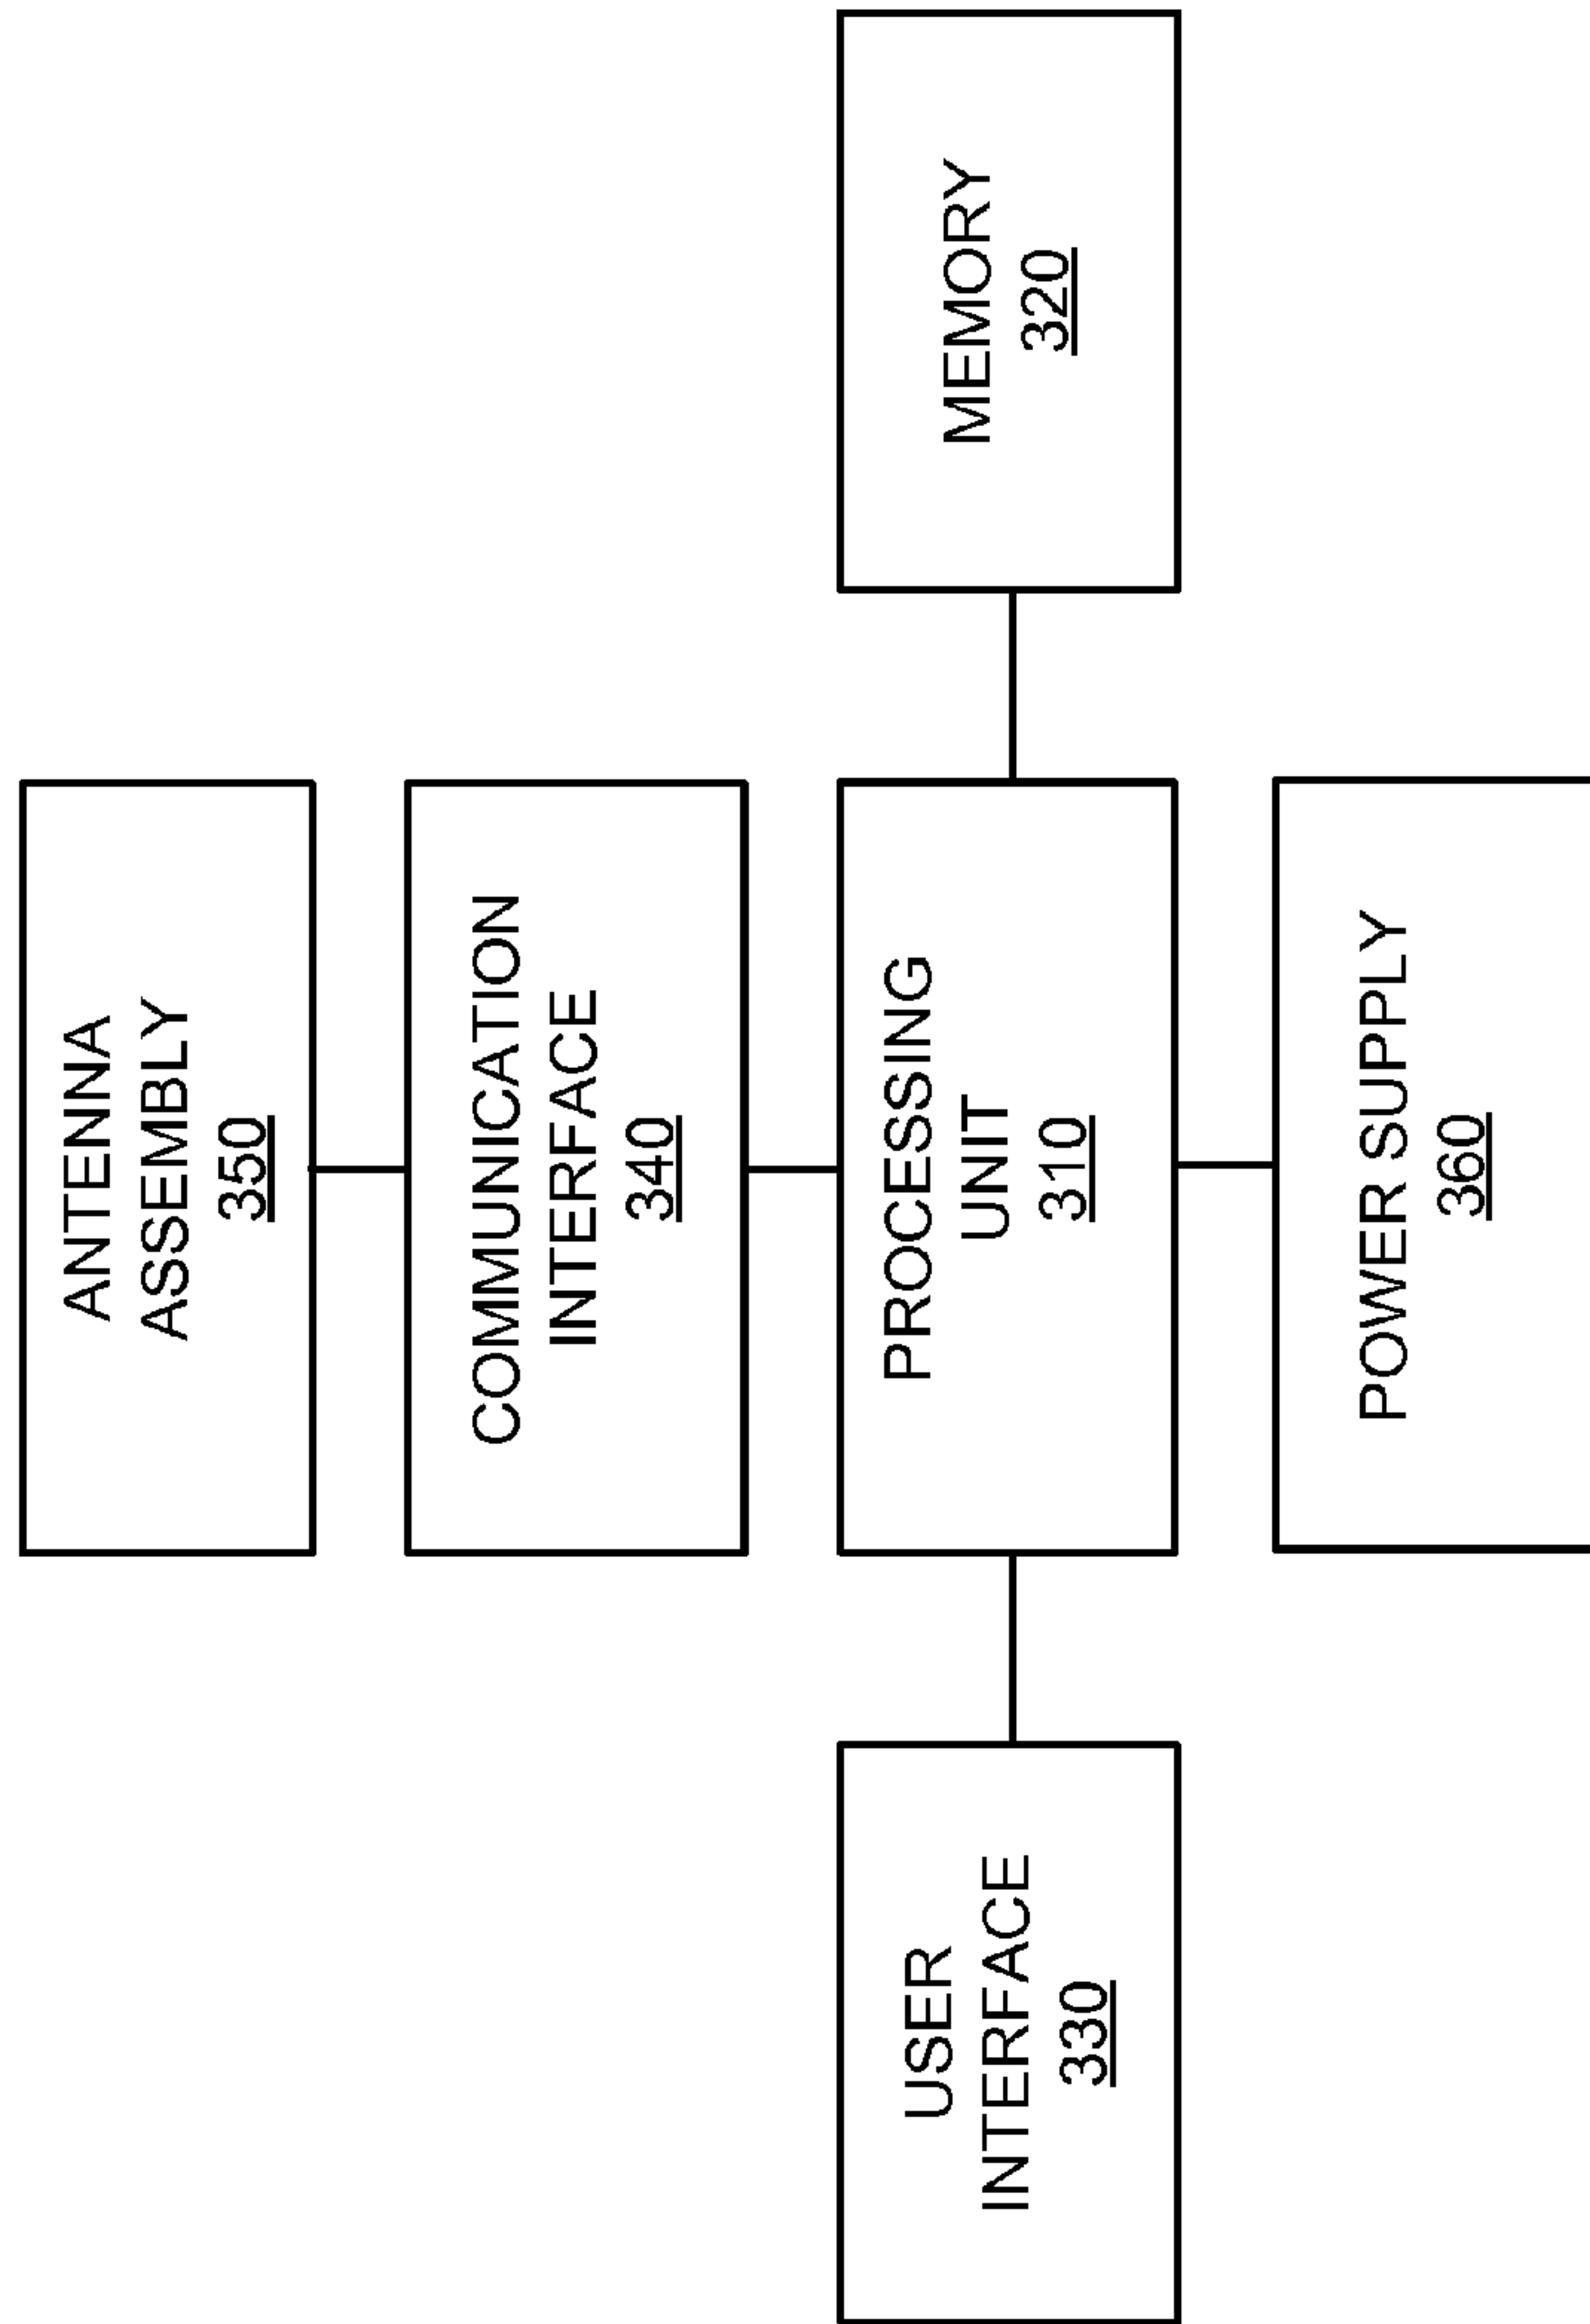 ANTENNA
ASSEMBLY
350
COMMUNICATION
INTERFACE
340
USER
INTERFACE
330
PROCESSING
UNIT
310
MEMORY
320
POWER SUPPLY
360